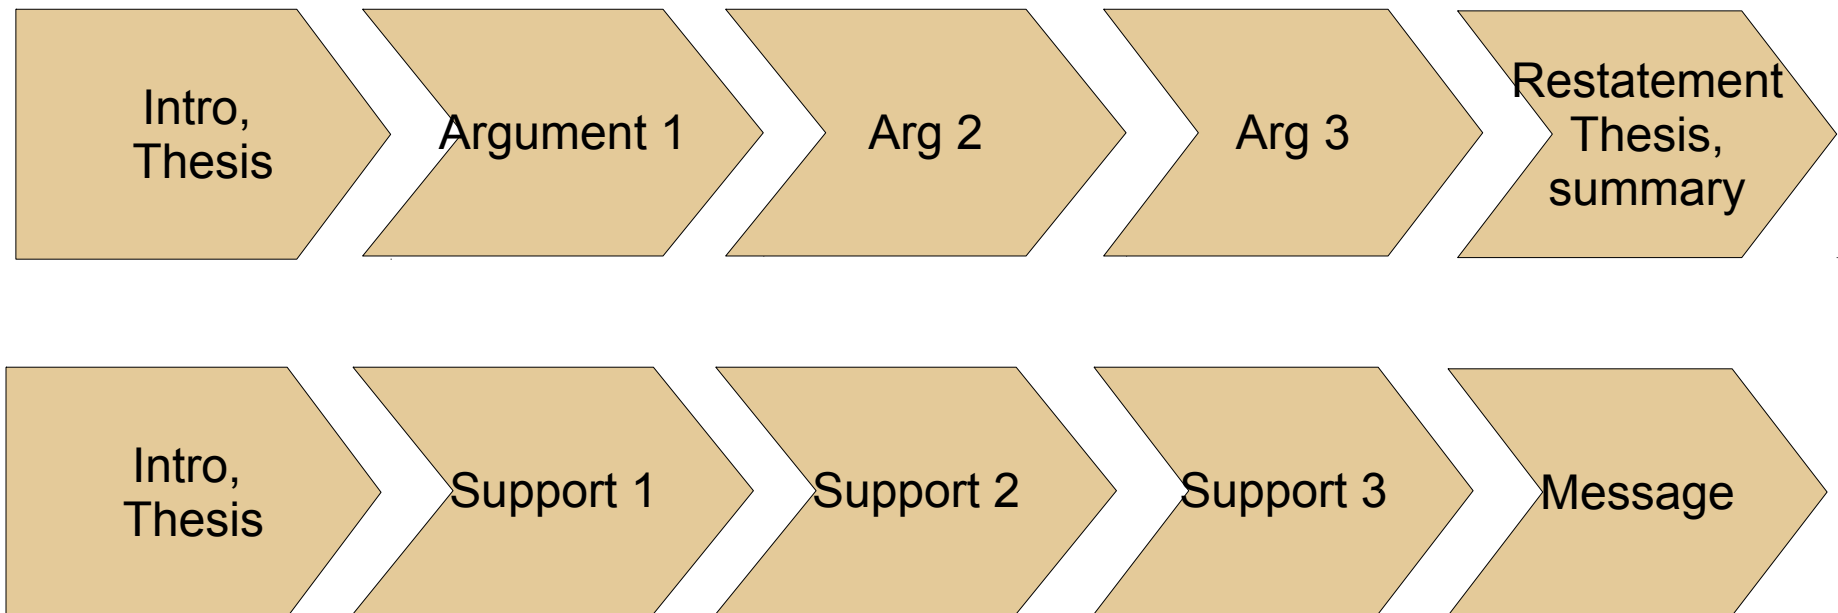 Intro,
Thesis
Argument 1
Arg 2
Arg 3
Restatement
Thesis,
summary
Intro,
Thesis
Support 1
Support 2
Support 3
Message